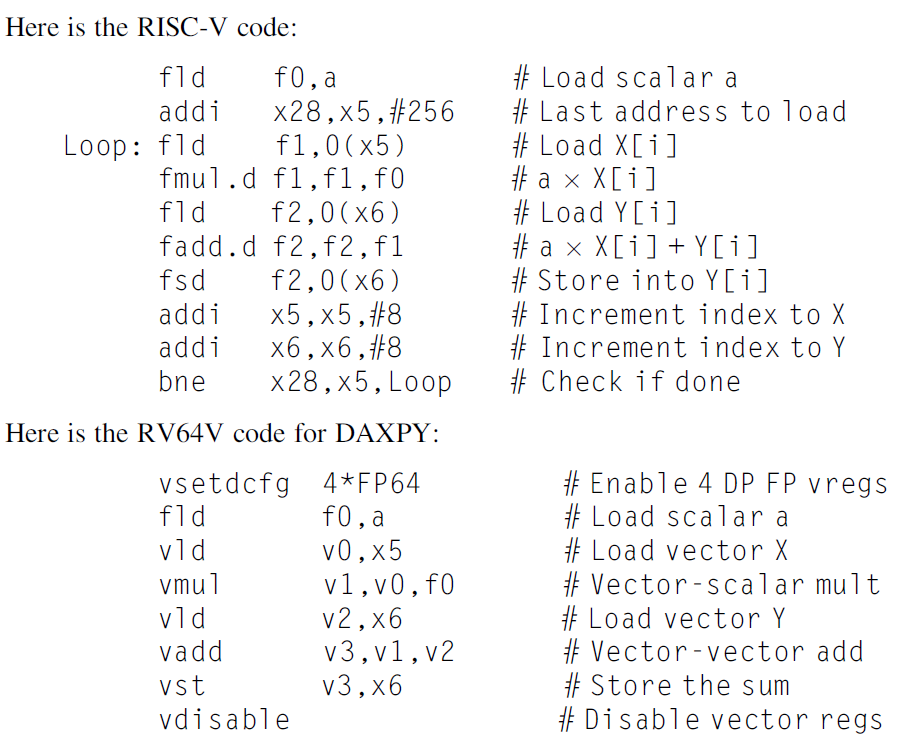 Here is the RISC-V code:
fld f0,a # Load scalar a
addi x28,x5,#256 # Last address to load
Loop: fld f1,0(x5) # Load X[i]
fmul.d f1,f1,f0 # a × X[i]
fld f2,0(x6) # Load Y[i]
fadd.d f2,f2,f1 # a × X[i] + Y[i]
fsd f2,0(x6) # Store into Y[i]
addi x5,x5,#8 # Increment index to X
addi x6,x6,#8 # Increment index to Y
bne x28,x5,Loop # Check if done
Here is the RV64V code for DAXPY:
vsetdcfg 4*FP64 # Enable 4 DP FP vregs
fld f0,a # Load scalar a
vld v0,x5 # Load vector X
vmul v1,v0,f0 # Vector-scalar mult
vld v2,x6 # Load vector Y
vadd v3,v1,v2 # Vector-vector add
vst v3,x6 # Store the sum
vdisable # Disable vector regs